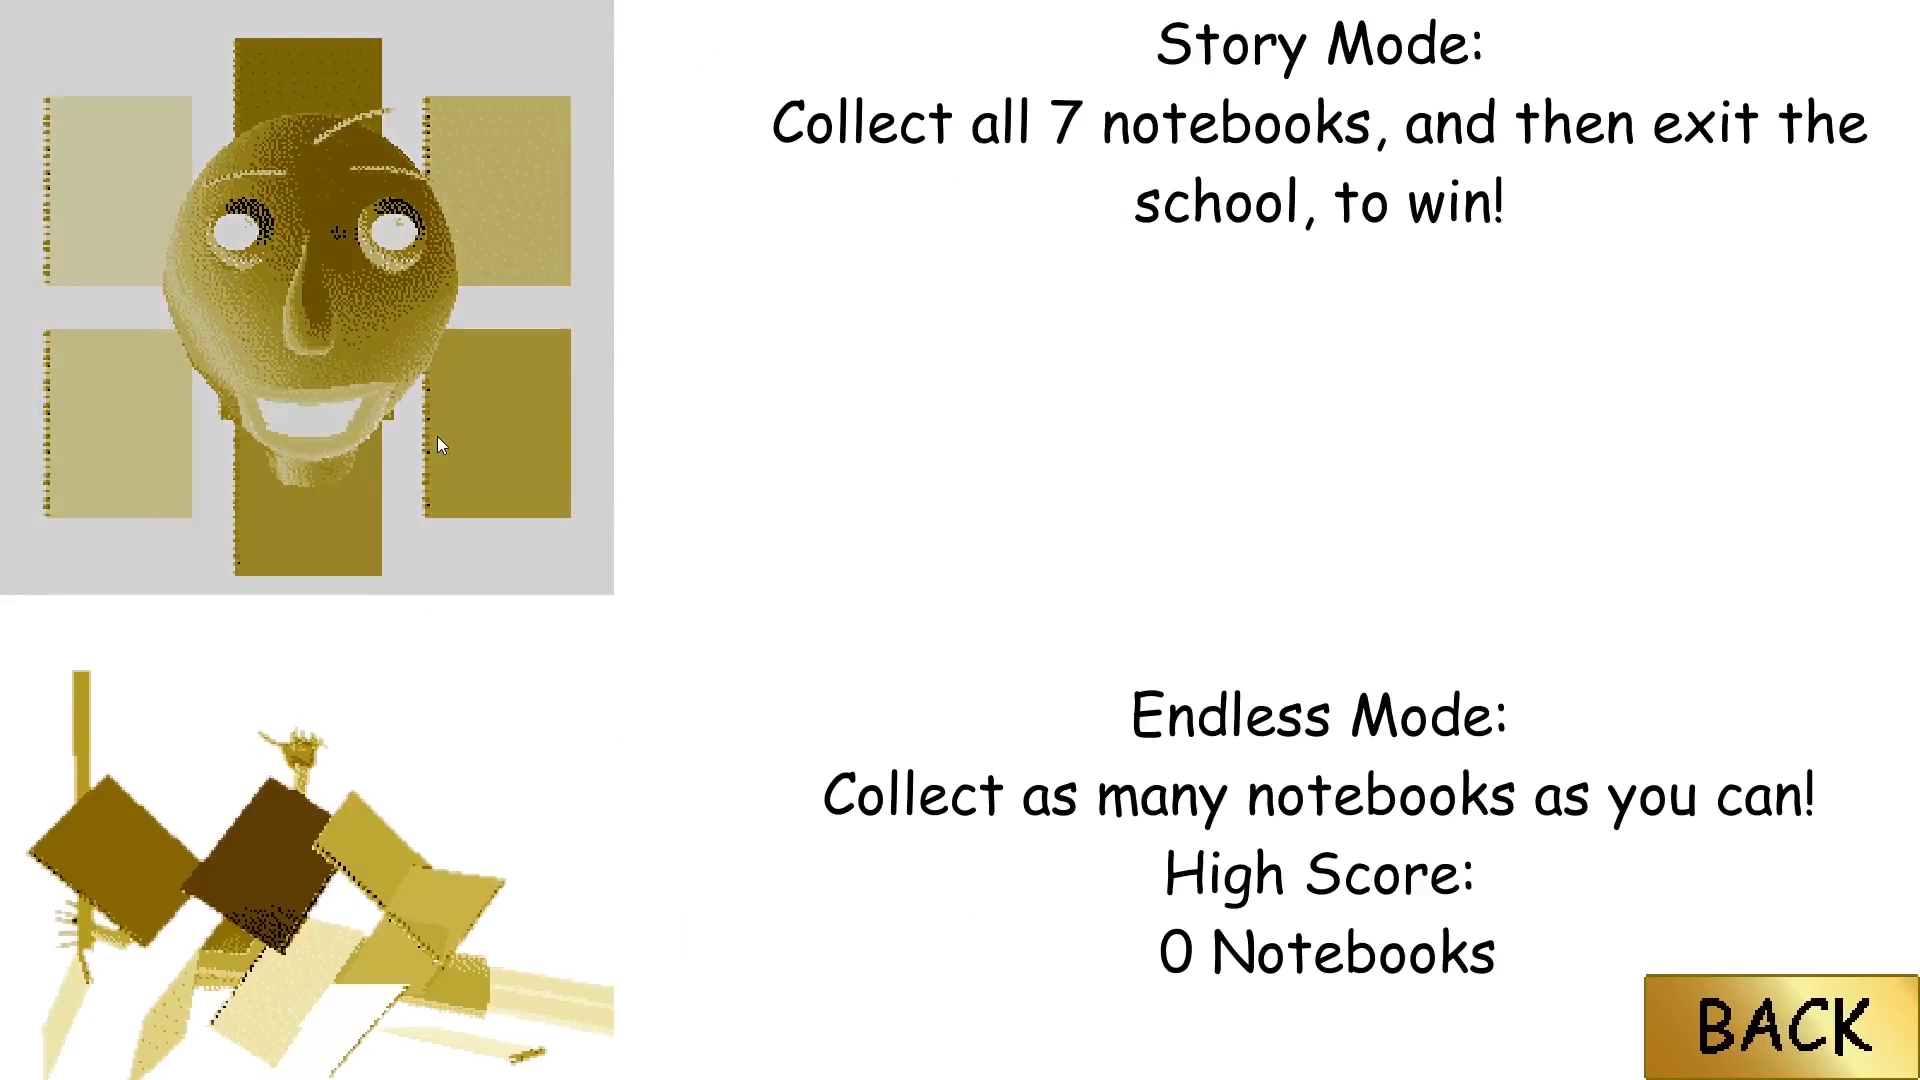 Story Mode:
Collect all 7 notebooks, and then exit the
school, to win!
Endless Mode:
Collect as many notebooks as you can!
High Score:
0 Notebooks
BACK